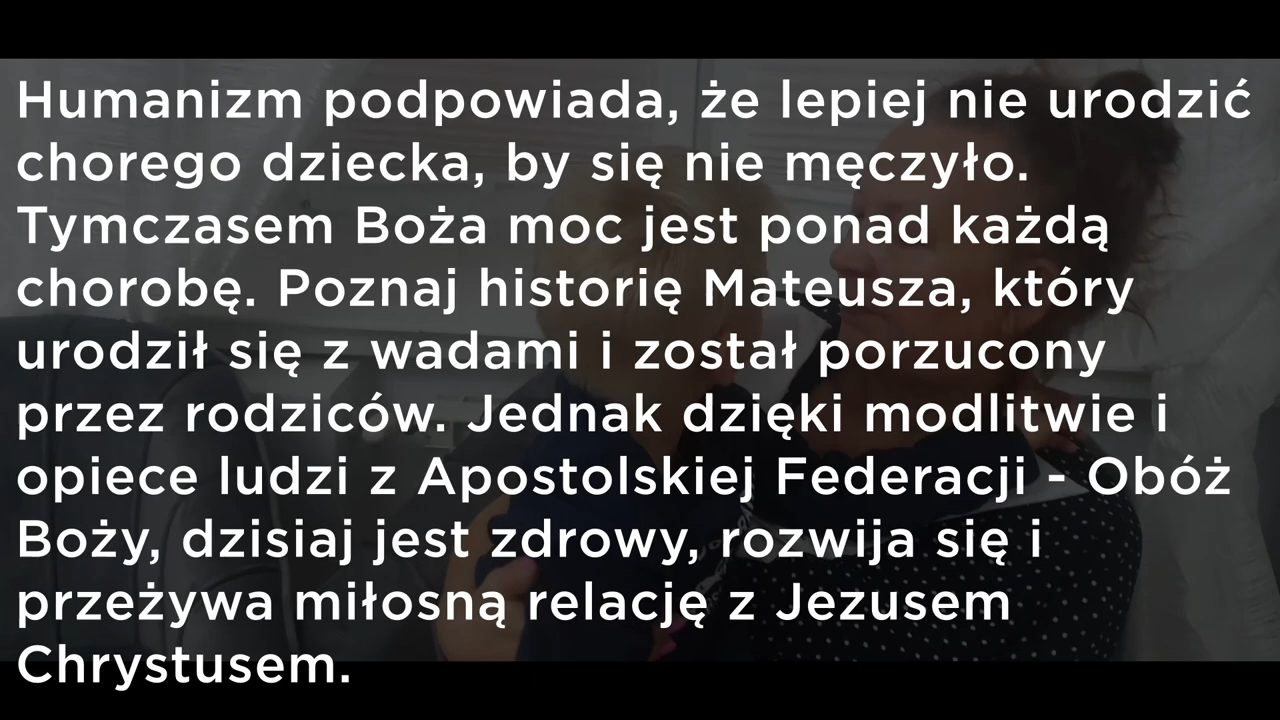 Humanizm podpowiada, że lepiej nie urodzić
chorego dziecka, by się nie męczyło.
Tymczasem Boża moc jest ponad każdą
chorobę. Poznaj historię Mateusza, który
urodził się z wadami i został porzucony
przez rodziców. Jednak dzięki modlitwie i
opiece ludzi z Apostolskiej Federacji - Obóż
Boży, dzisiaj jest zdrowy, rozwija się i
przeżywa miłosną relację z Jezusem
Chrystusem.